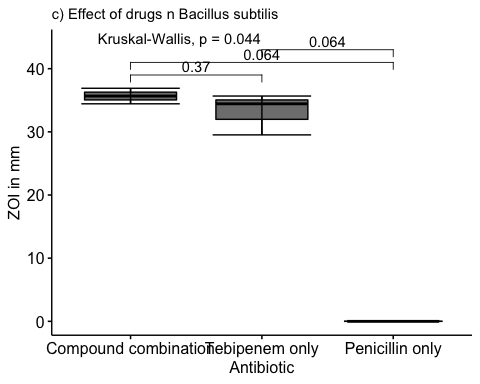 c) Effect of drugs n Bacillus subtilis
Kruskal-Wallis, p = 0.044
0.064
0.064
0.37
40
30
20
10
0
ZOI in mm
Compound combination Tebipenem only Penicillin only
Antibiotic